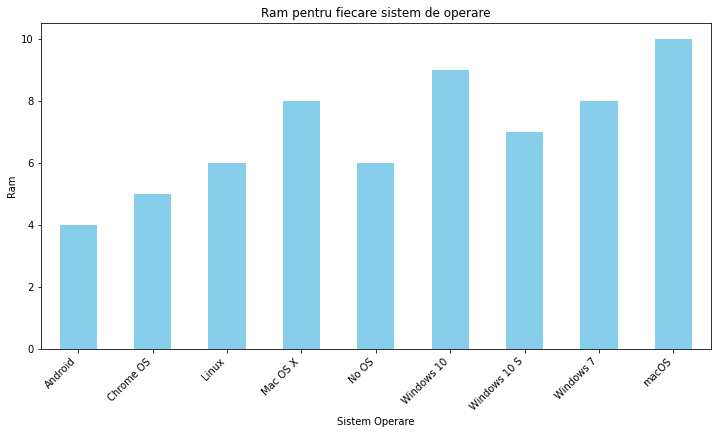 Ram pentru fiecare sistem de operare
Ram
10
8
6
4
2
0
Android
Chrome OS
Linux
Mac OS X
No OS
Windows 10
Windows 10 S
Windows 7
macOS
Sistem Operare